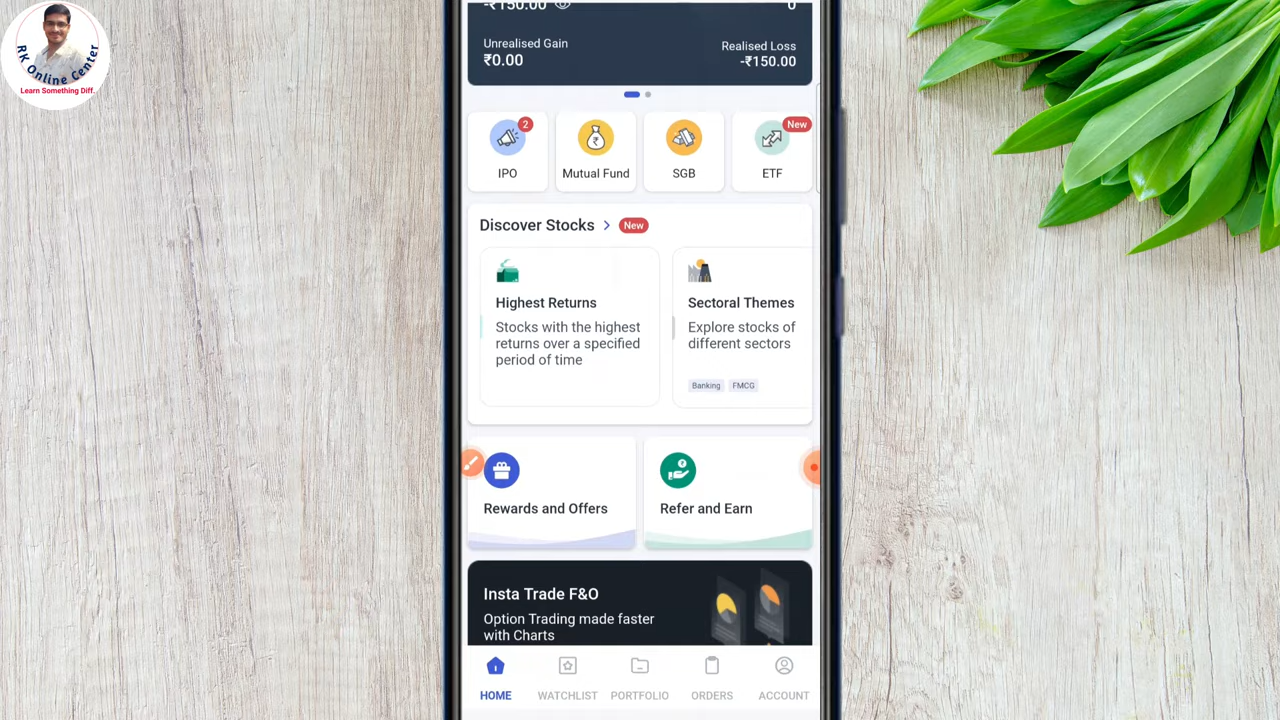 RK Online Center
Learn Something Diff.
-₹150.00
0
Unrealised Gain
₹0.00
Realised Loss
-₹150.00
2
New
IPO
Mutual Fund
SGB
ETF
Discover Stocks
New
Highest Returns
Stocks with the highest
returns over a specified
period of time
Sectoral Themes
Explore stocks of
different sectors
Banking
FMCG
Rewards and Offers
Refer and Earn
Insta Trade F&O
Option Trading made faster
with Charts
HOME
WATCHLIST
PORTFOLIO
ORDERS
ACCOUNT